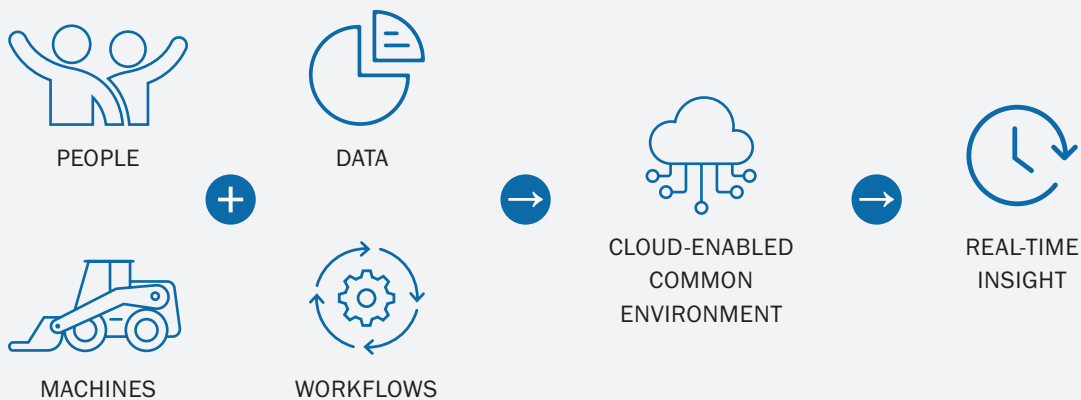 PEOPLE
DATA
MACHINES
WORKFLOWS
CLOUD-ENABLED
COMMON
ENVIRONMENT
REAL-TIME
INSIGHT